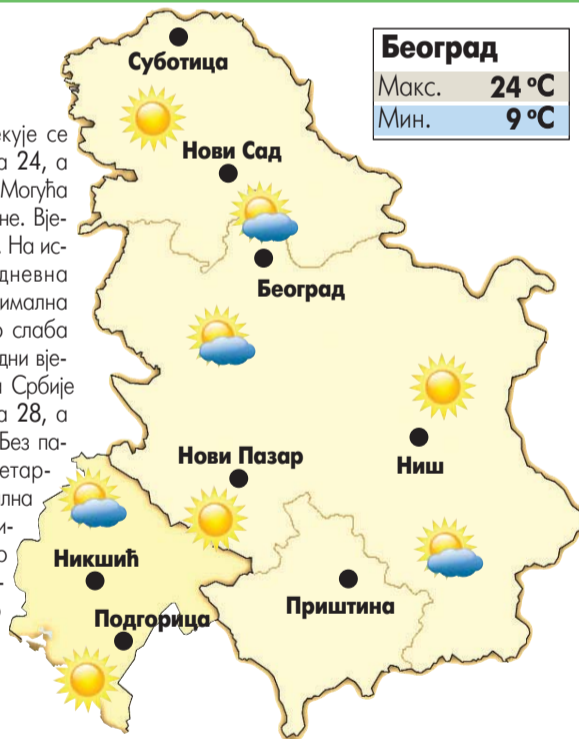 Суботица
Београд
Макс. 24 °C
Мин. 9 °C
екује се
а 24, а
Могућа
не. Вје-
. На ис-
дневна
имална
слаба
дни вје-
Србије
а 28, а
Без па-
етар-
лна
и-
Нови Сад
Београд
Нови Пазар
Ниш
Никшић
Приштина
Подгорица